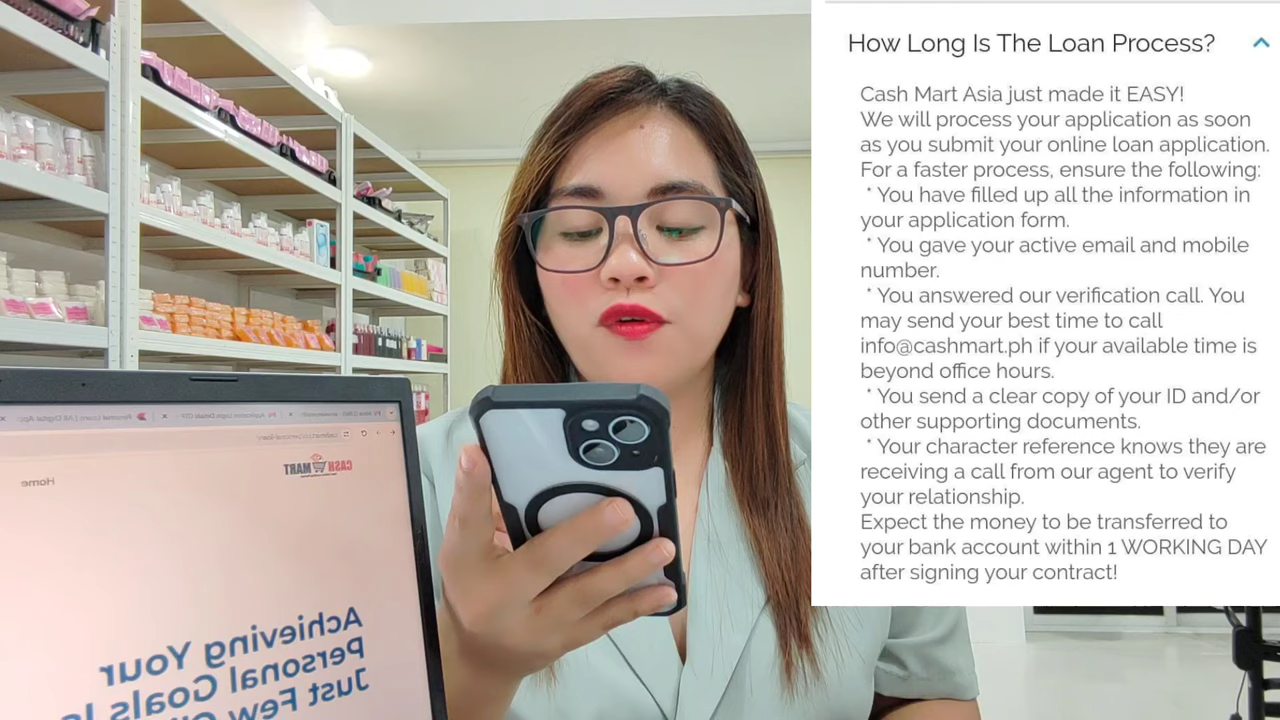 How Long Is The Loan Process?
Cash Mart Asia just made it EASY!
We will process your application as soon
as you submit your online loan application.
For a faster process, ensure the following:
* You have filled up all the information in
your application form.
* You gave your active email and mobile
number.
* You answered our verification call. You
may send your best time to call
info@cashmart.ph if your available time is
beyond office hours.
* You send a clear copy of your ID and/or
other supporting documents.
* Your character reference knows they are
receiving a call from our agent to verify
your relationship.
Expect the money to be transferred to
your bank account within 1 WORKING DAY
after signing your contract!
CASH MART
Home
Achieving Your
Personal Goals Is
Just Few